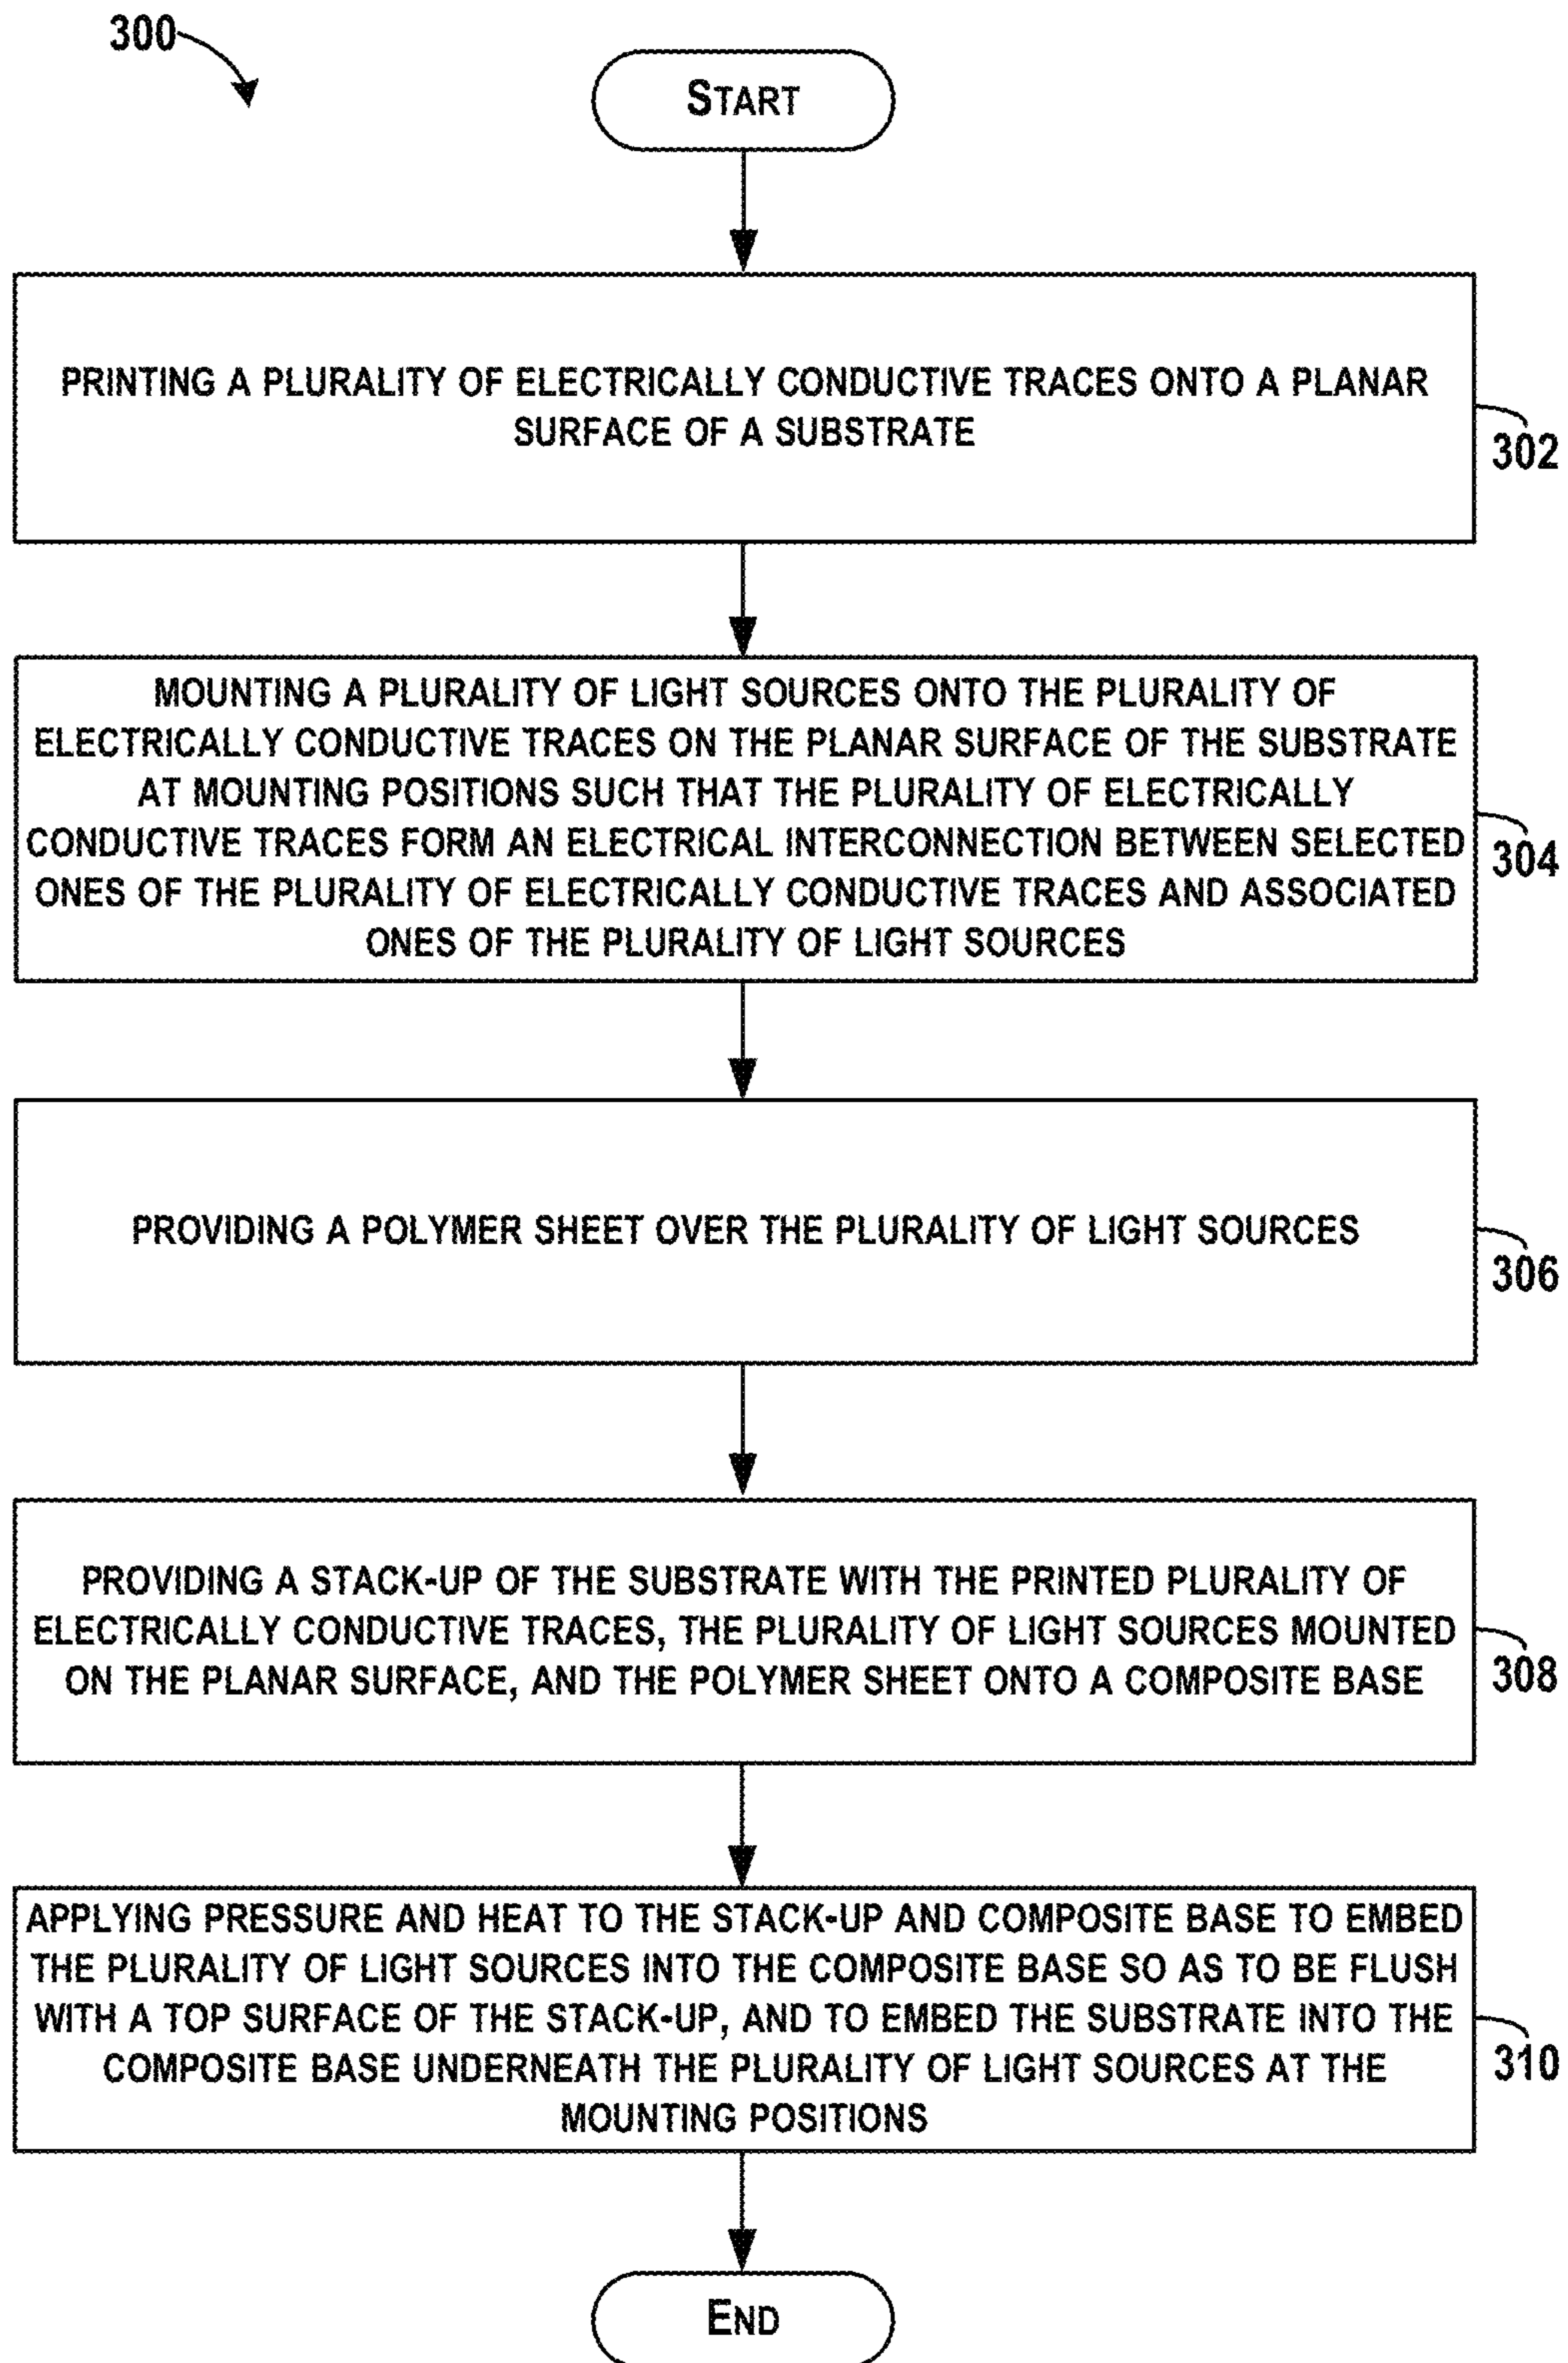 300
START
PRINTING A PLURALITY OF ELECTRICALLY CONDUCTIVE TRACES ONTO A PLANAR
SURFACE OF A SUBSTRATE
302
MOUNTING A PLURALITY OF LIGHT SOURCES ONTO THE PLURALITY OF
ELECTRICALLY CONDUCTIVE TRACES ON THE PLANAR SURFACE OF THE SUBSTRATE
AT MOUNTING POSITIONS SUCH THAT THE PLURALITY OF ELECTRICALLY
CONDUCTIVE TRACES FORM AN ELECTRICAL INTERCONNECTION BETWEEN SELECTED
ONES OF THE PLURALITY OF ELECTRICALLY CONDUCTIVE TRACES AND ASSOCIATED
ONES OF THE PLURALITY OF LIGHT SOURCES
304
PROVIDING A POLYMER SHEET OVER THE PLURALITY OF LIGHT SOURCES
306
PROVIDING A STACK-UP OF THE SUBSTRATE WITH THE PRINTED PLURALITY OF
ELECTRICALLY CONDUCTIVE TRACES, THE PLURALITY OF LIGHT SOURCES MOUNTED
ON THE PLANAR SURFACE, AND THE POLYMER SHEET ONTO A COMPOSITE BASE
308
APPLYING PRESSURE AND HEAT TO THE STACK-UP AND COMPOSITE BASE TO EMBED
THE PLURALITY OF LIGHT SOURCES INTO THE COMPOSITE BASE SO AS TO BE FLUSH
WITH A TOP SURFACE OF THE STACK-UP, AND TO EMBED THE SUBSTRATE INTO THE
COMPOSITE BASE UNDERNEATH THE PLURALITY OF LIGHT SOURCES AT THE
MOUNTING POSITIONS
310
END